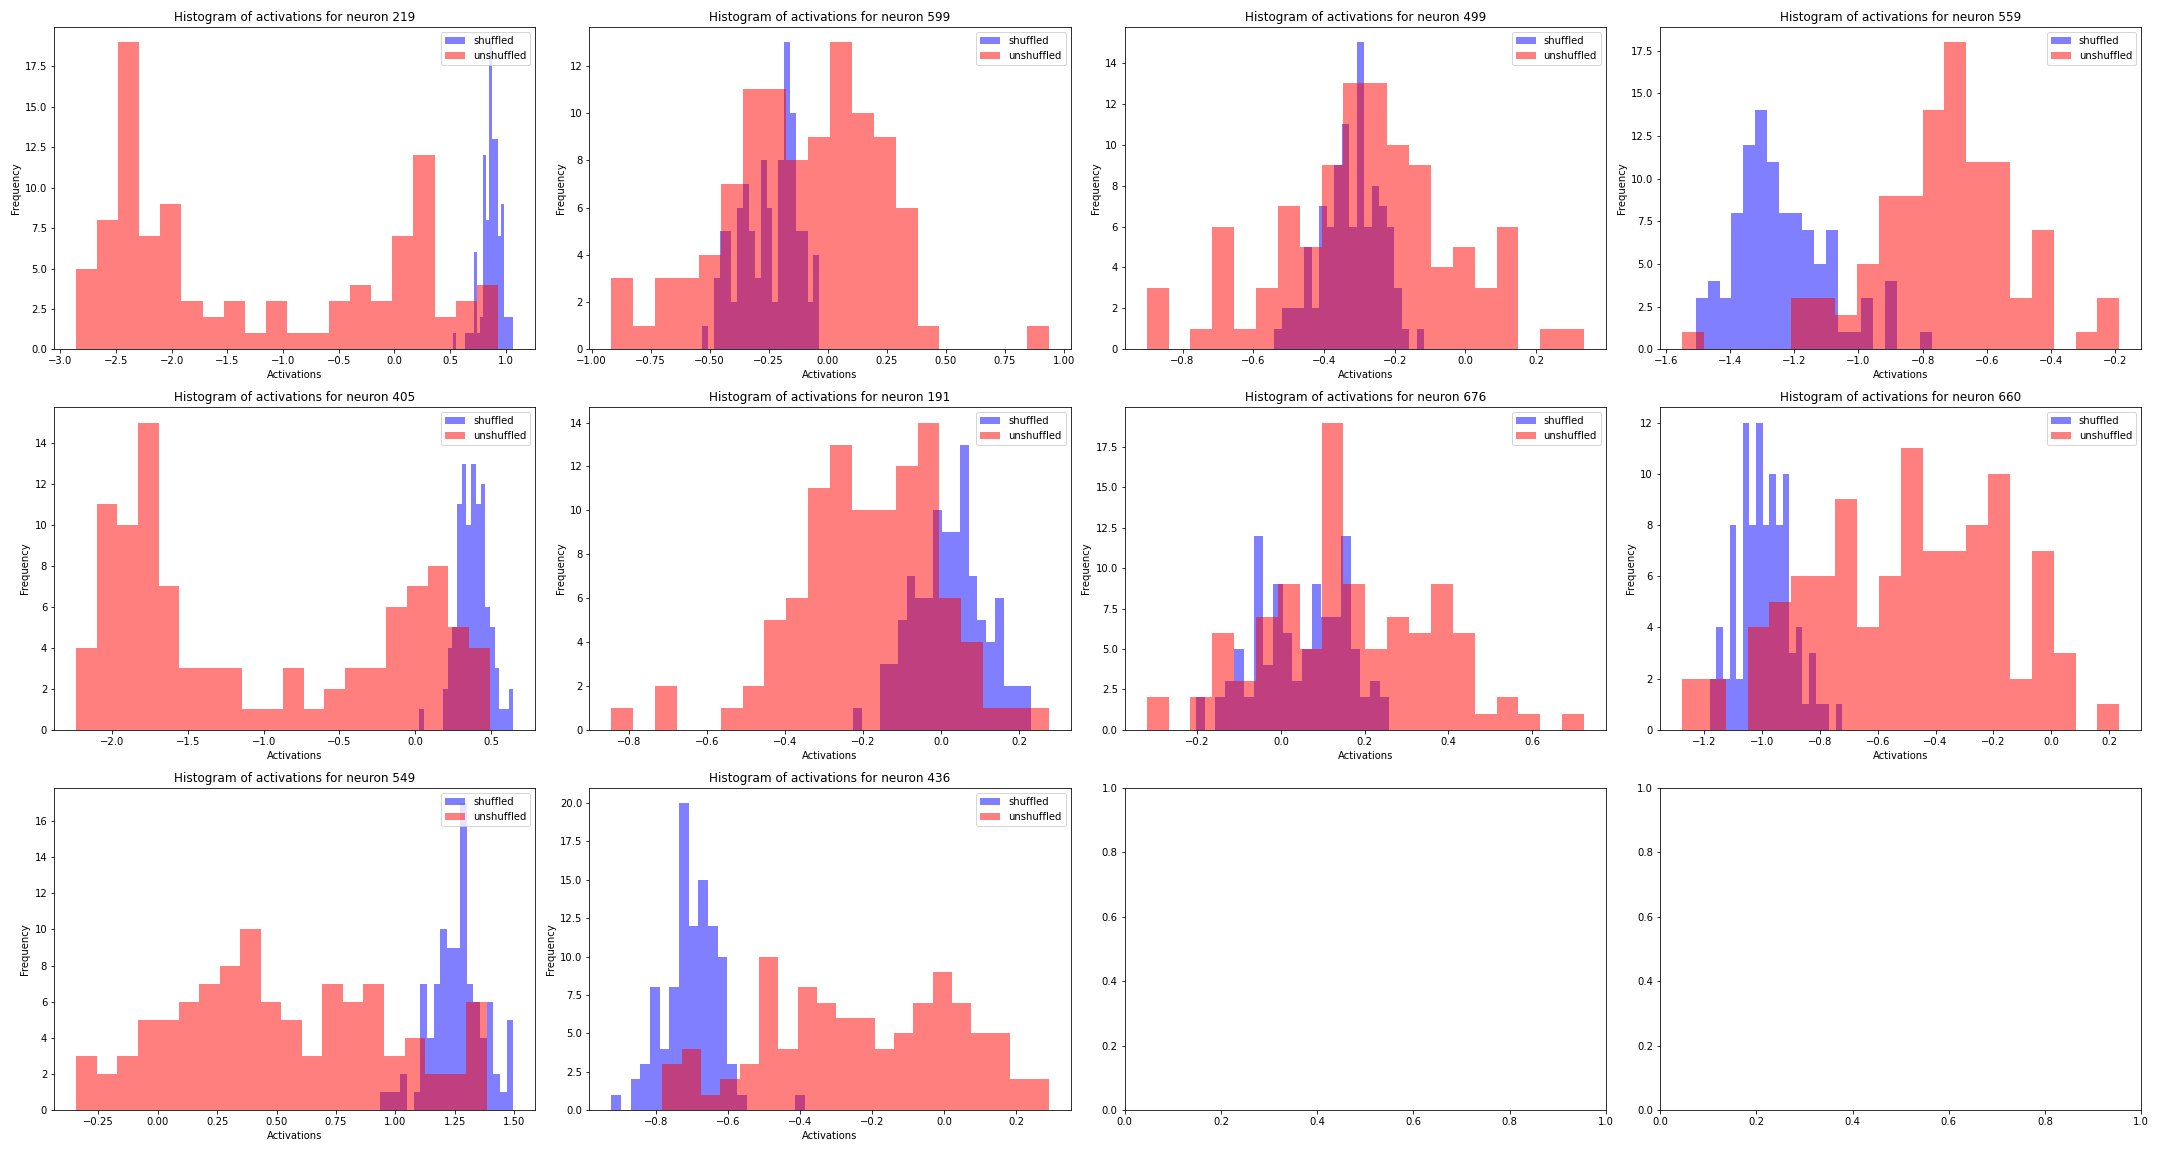 Histogram of activations for neuron 219
shuffled
unshuffled
Frequency
17.5
15.0
12.5
10.0
7.5
5.0
2.5
0.0
−3.0 −2.5 −2.0 −1.5 −1.0 −0.5 0.0 0.5 1.0
Activations
Histogram of activations for neuron 599
shuffled
unshuffled
Frequency
12
10
8
6
4
2
0
−1.00 −0.75 −0.50 −0.25 0.00 0.25 0.50 0.75 1.00
Activations
Histogram of activations for neuron 499
shuffled
unshuffled
Frequency
14
12
10
8
6
4
2
0
−0.8 −0.6 −0.4 −0.2 0.0 0.2
Activations
Histogram of activations for neuron 559
shuffled
unshuffled
Frequency
17.5
15.0
12.5
10.0
7.5
5.0
2.5
0.0
−1.6 −1.4 −1.2 −1.0 −0.8 −0.6 −0.4 −0.2
Activations
Histogram of activations for neuron 405
shuffled
unshuffled
Frequency
14
12
10
8
6
4
2
0
−2.0 −1.5 −1.0 −0.5 0.0 0.5
Activations
Histogram of activations for neuron 191
shuffled
unshuffled
Frequency
14
12
10
8
6
4
2
0
−0.8 −0.6 −0.4 −0.2 0.0 0.2
Activations
Histogram of activations for neuron 676
shuffled
unshuffled
Frequency
17.5
15.0
12.5
10.0
7.5
5.0
2.5
0.0
−0.2 0.0 0.2 0.4 0.6
Activations
Histogram of activations for neuron 660
shuffled
unshuffled
Frequency
12
10
8
6
4
2
0
−1.2 −1.0 −0.8 −0.6 −0.4 −0.2 0.0 0.2
Activations
Histogram of activations for neuron 549
shuffled
unshuffled
Frequency
16
14
12
10
8
6
4
2
0
−0.25 0.00 0.25 0.50 0.75 1.00 1.25 1.50
Activations
Histogram of activations for neuron 436
shuffled
unshuffled
Frequency
20.0
17.5
15.0
12.5
10.0
7.5
5.0
2.5
0.0
−0.8 −0.6 −0.4 −0.2 0.0 0.2
Activations
1.0
0.8
0.6
0.4
0.2
0.0
0.0 0.2 0.4 0.6 0.8 1.0
1.0
0.8
0.6
0.4
0.2
0.0
0.0 0.2 0.4 0.6 0.8 1.0